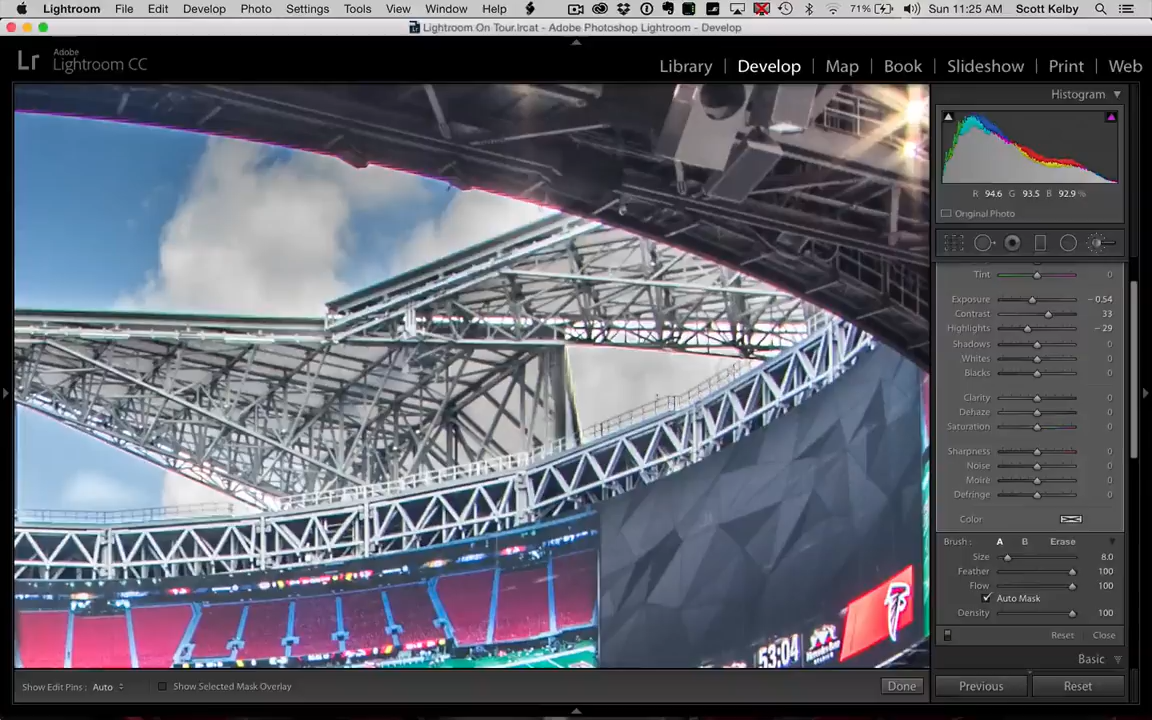 Lightroom File Edit Develop Photo Settings Tools View Window Help 71% Sun 11:25 AM Scott Kelby
Lightroom On Tour.lrcat - Adobe Photoshop Lightroom - Develop
Lr Adobe Lightroom CC
Library | Develop | Map | Book | Slideshow | Print | Web
Histogram
R 94.6 G 93.5 B 92.9 %
Original Photo
Tint 0
Exposure - 0.54
Contrast 33
Highlights - 29
Shadows 0
Whites 0
Blacks 0
Clarity 0
Dehaze 0
Saturation 0
Sharpness 0
Noise 0
Moiré 0
Defringe 0
Color
Brush : A B Erase
Size 8.0
Feather 100
Flow 100
Auto Mask
Density 100
Reset Close
Basic
53:04
Show Edit Pins : Auto Show Selected Mask Overlay Done
Previous Reset